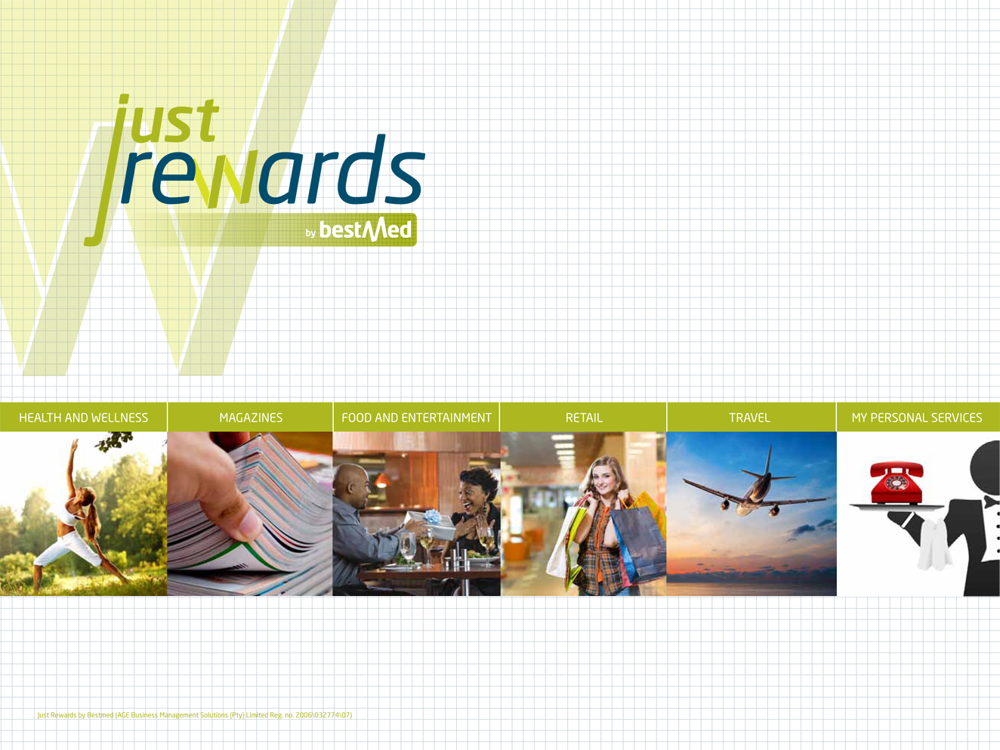 just
rewards
by bestMed
HEALTH AND WELLNESS
MAGAZINES
FOOD AND ENTERTAINMENT
RETAIL
TRAVEL
MY PERSONAL SERVICES
Just Rewards by Bestmed (AGE Business Management Solutions (Pty) Limited Reg. no. 2006\032774\07)